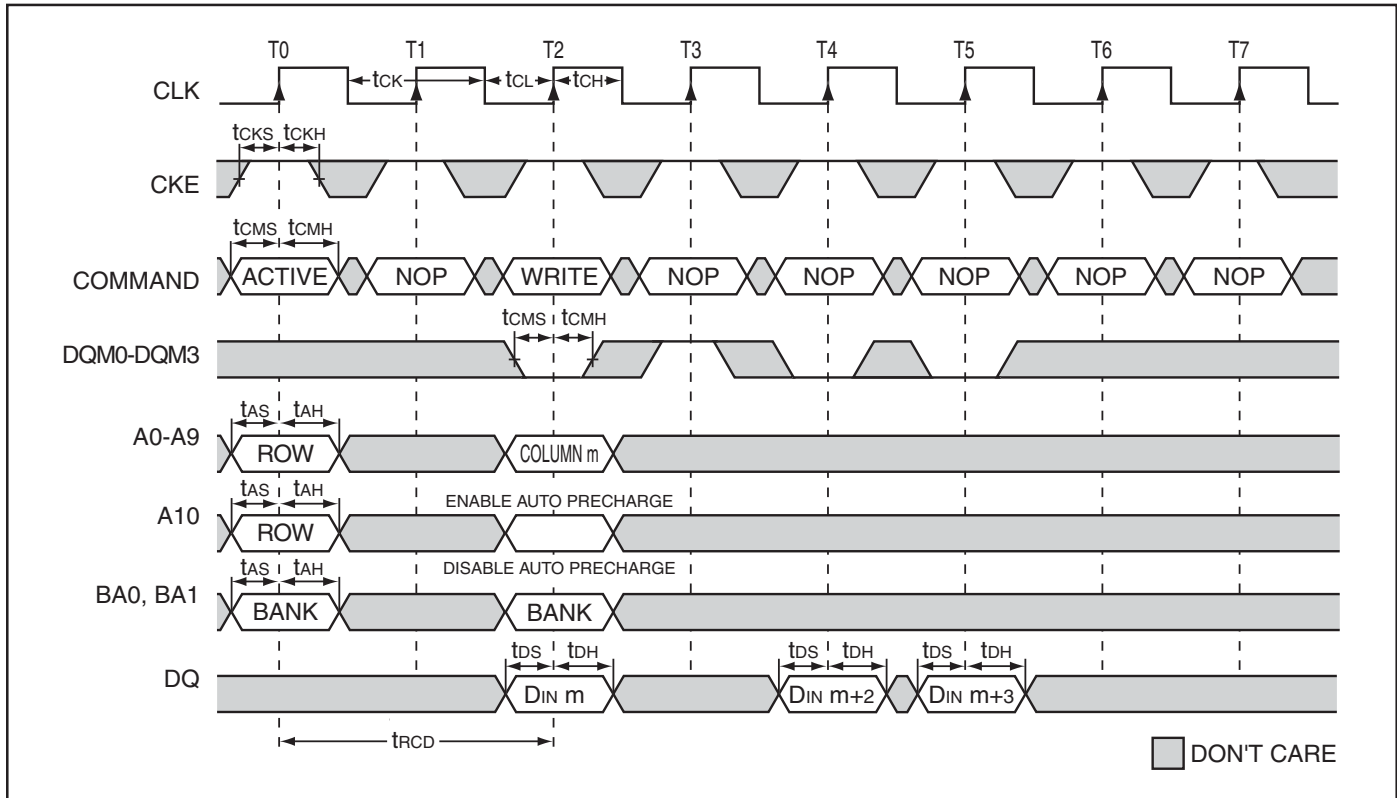 T0 T1 T2 T3 T4 T5 T6 T7
CLK tCK tCL tCH
tCKS tCKH
CKE
tCMS tCMH
COMMAND ACTIVE NOP WRITE NOP NOP NOP NOP NOP
tCMS tCMH
DQM0-DQM3
tAS tAH
A0-A9 ROW COLUMN m
tAS tAH ENABLE AUTO PRECHARGE
A10 ROW
tAS tAH DISABLE AUTO PRECHARGE
BA0, BA1 BANK BANK
tDS tDH tDS tDH tDS tDH
DQ DIN m DIN m+2 DIN m+3
tRCD
DON'T CARE